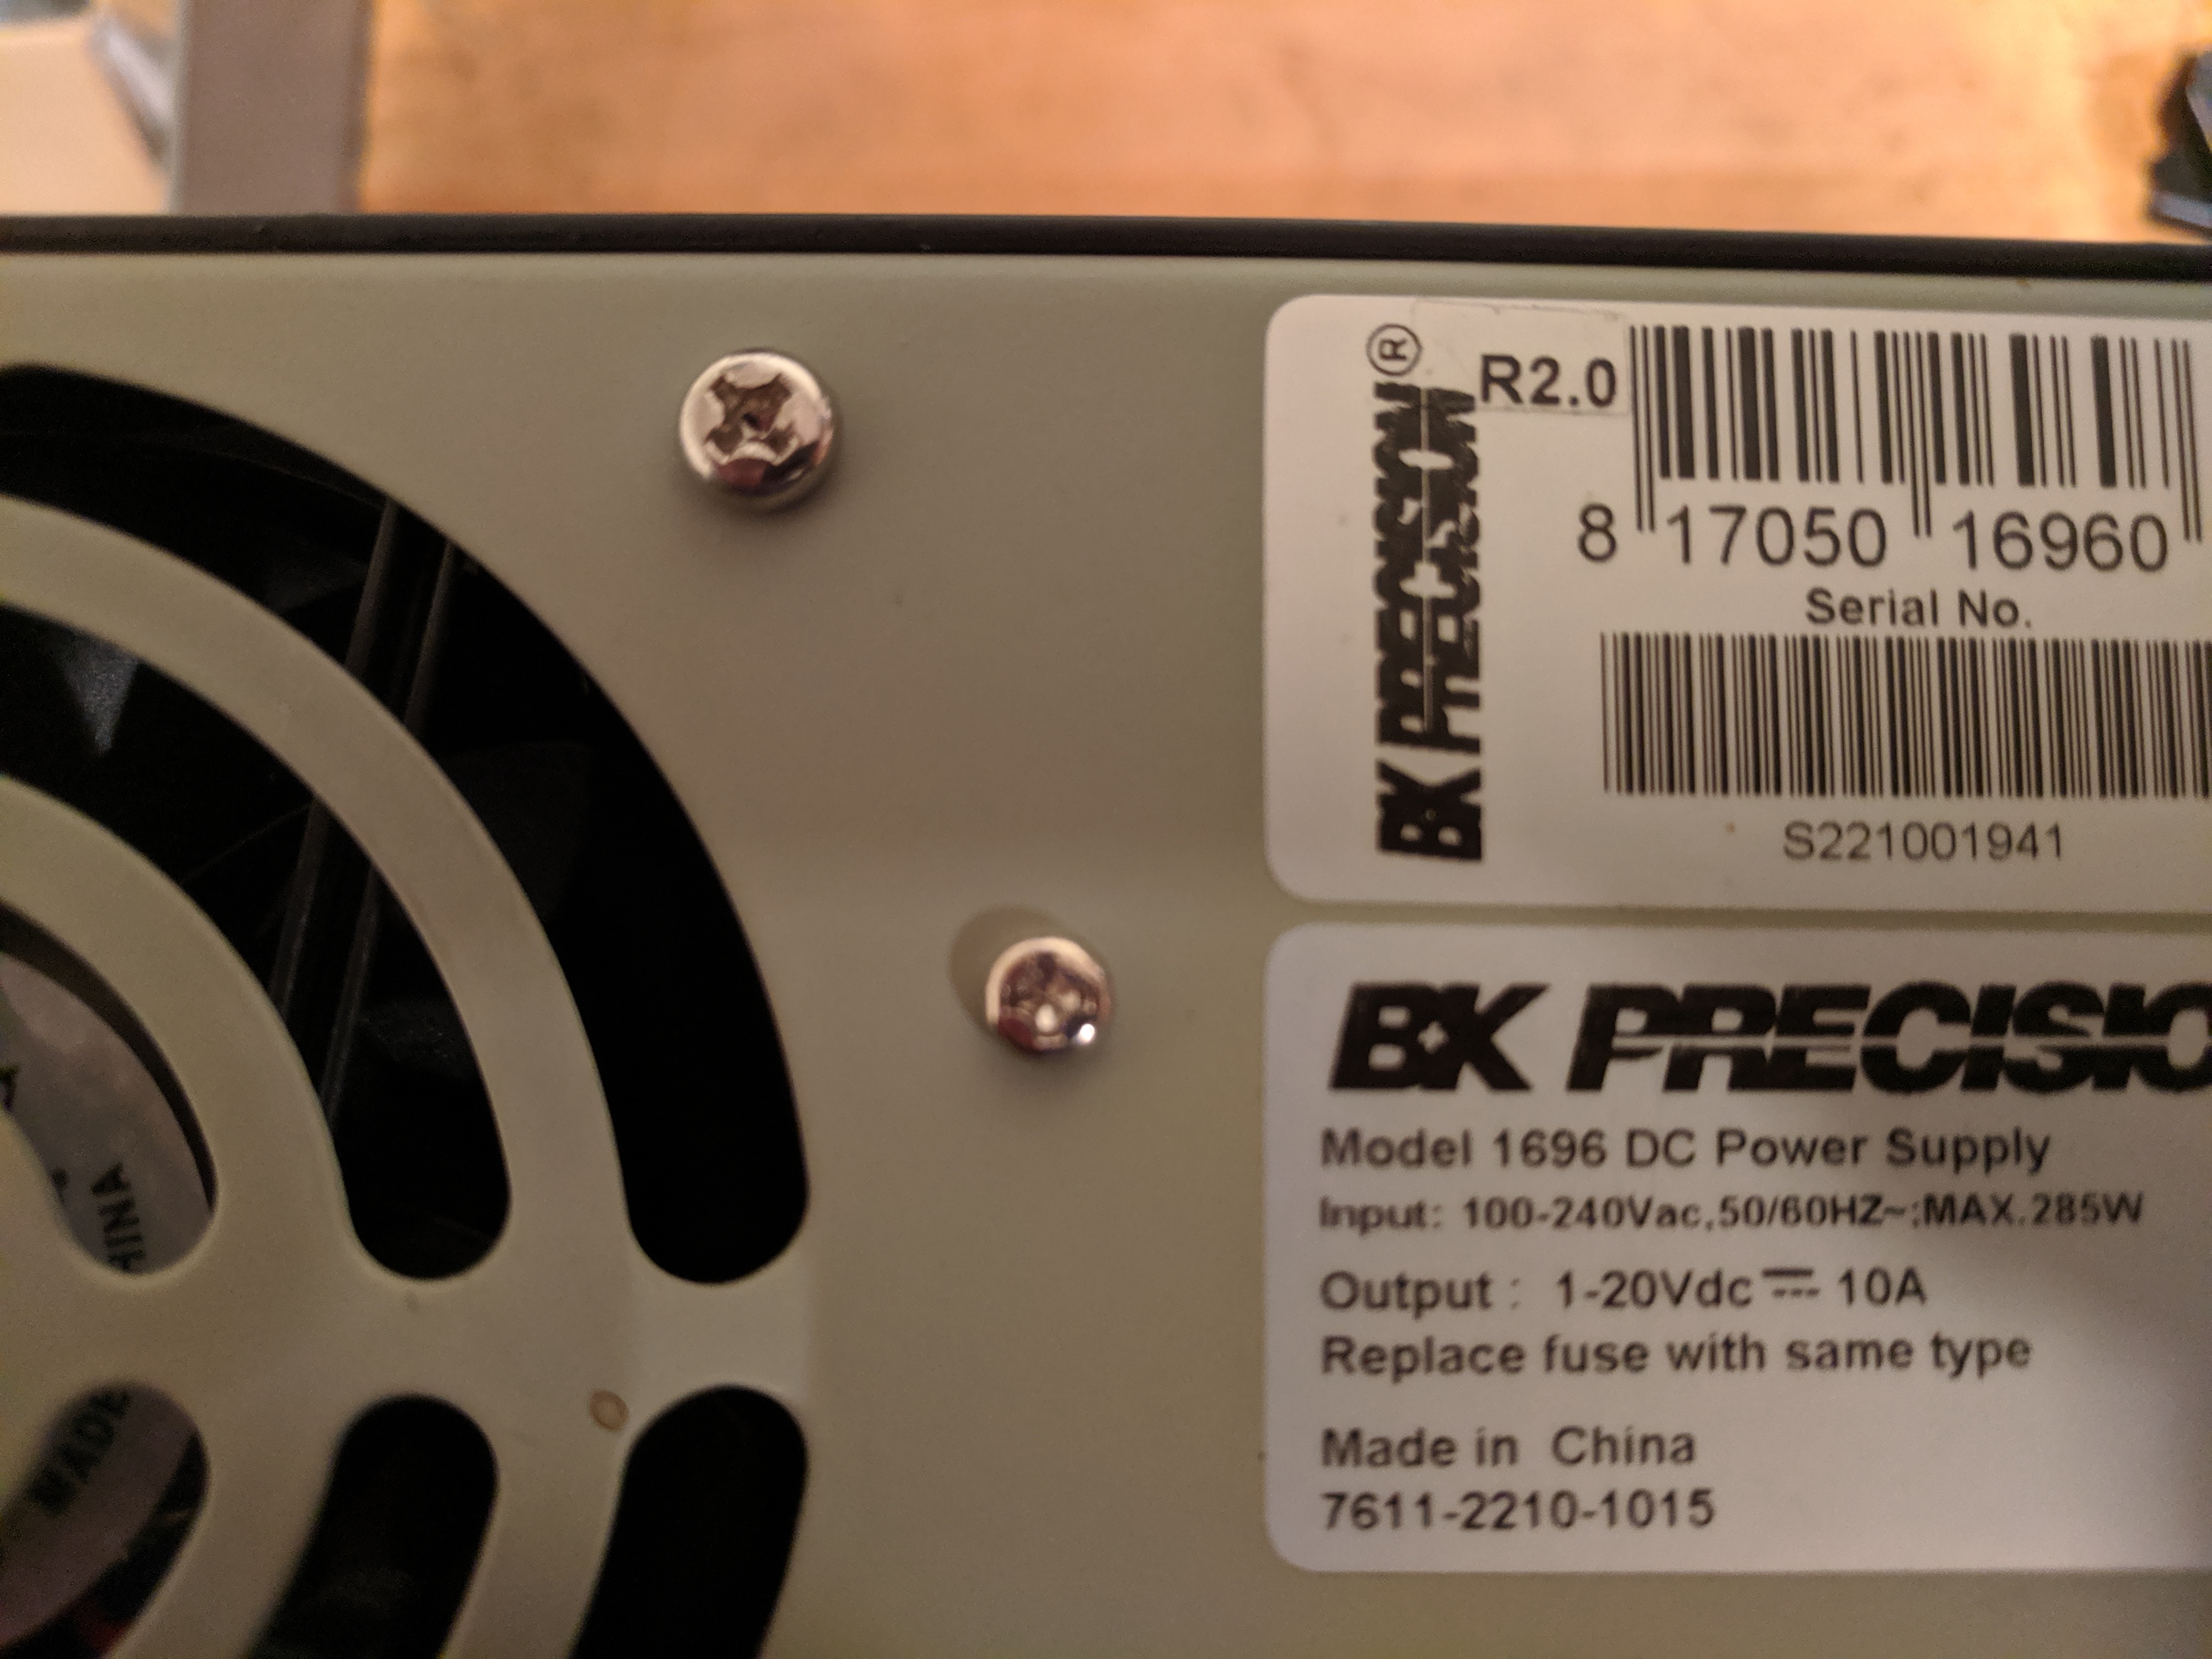 BK PRECISION®
R2.0
8 17050 16960
Serial No.
S221001941
BK PRECISIO
Model 1696 DC Power Supply
Input: 100-240Vac,50/60HZ~;MAX.285W
Output : 1-20Vdc⎓ 10A
Replace fuse with same type
Made in China
7611-2210-1015
HINA
MADE